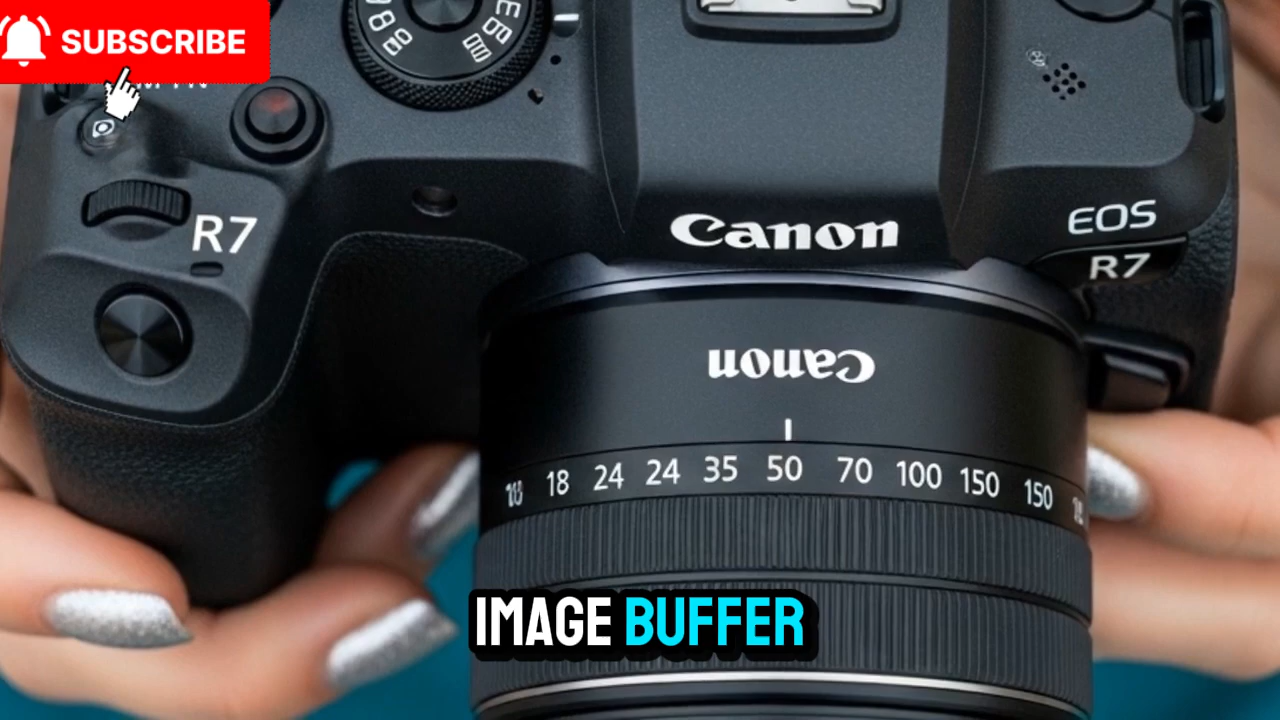 SUBSCRIBE
R7
Canon
EOS
R7
Canon
18 24 24 35 50 70 100 150 150
IMAGE BUFFER